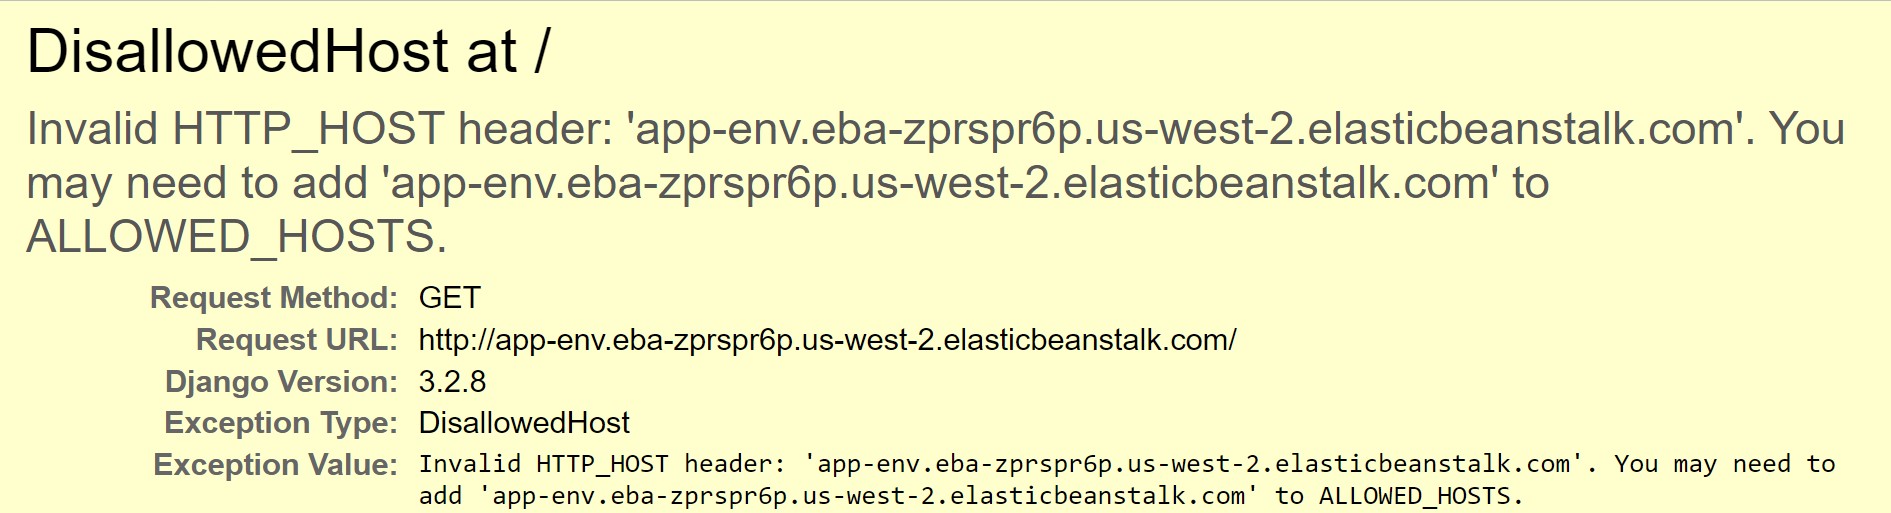 DisallowedHost at /
Invalid HTTP_HOST header: 'app-env.eba-zprspr6p.us-west-2.elasticbeanstalk.com'. You
may need to add 'app-env.eba-zprspr6p.us-west-2.elasticbeanstalk.com' to
ALLOWED_HOSTS.
Request Method: GET
Request URL: http://app-env.eba-zprspr6p.us-west-2.elasticbeanstalk.com/
Django Version: 3.2.8
Exception Type: DisallowedHost
Exception Value: Invalid HTTP_HOST header: 'app-env.eba-zprspr6p.us-west-2.elasticbeanstalk.com'. You may need to
add 'app-env.eba-zprspr6p.us-west-2.elasticbeanstalk.com' to ALLOWED_HOSTS.